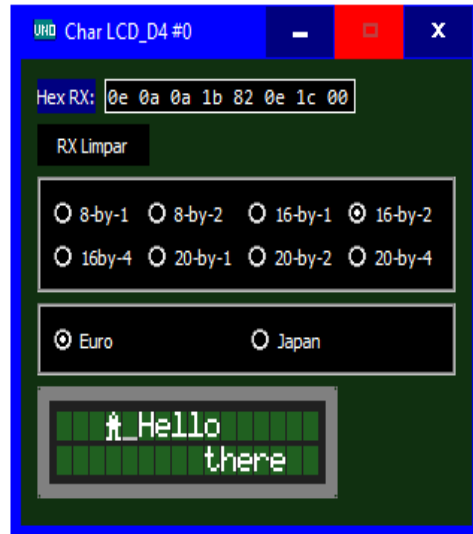 UNO Char LCD_D4 #0
Hex RX: 0e 0a 0a 1b 82 0e 1c 00
RX Limpar
8-by-1 8-by-2 16-by-1 16-by-2
16by-4 20-by-1 20-by-2 20-by-4
Euro Japan
_Hello
there